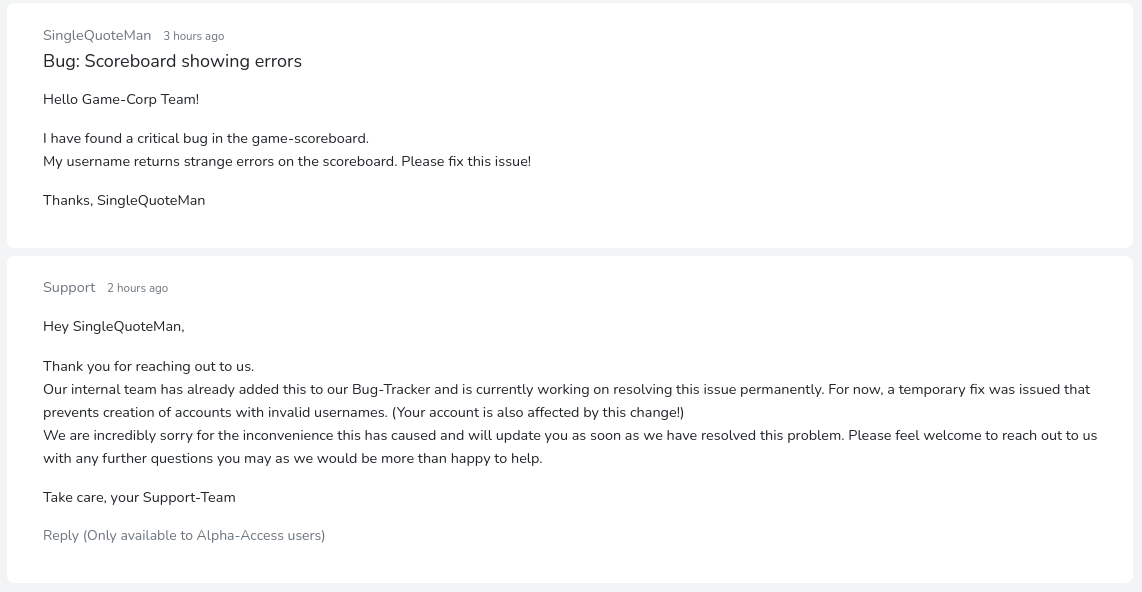 SingleQuoteMan 3 hours ago
Bug: Scoreboard showing errors
Hello Game-Corp Team!
I have found a critical bug in the game-scoreboard.
My username returns strange errors on the scoreboard. Please fix this issue!
Thanks, SingleQuoteMan
Support 2 hours ago
Hey SingleQuoteMan,
Thank you for reaching out to us.
Our internal team has already added this to our Bug-Tracker and is currently working on resolving this issue permanently. For now, a temporary fix was issued that
prevents creation of accounts with invalid usernames. (Your account is also affected by this change!)
We are incredibly sorry for the inconvenience this has caused and will update you as soon as we have resolved this problem. Please feel welcome to reach out to us
with any further questions you may as we would be more than happy to help.
Take care, your Support-Team
Reply (Only available to Alpha-Access users)